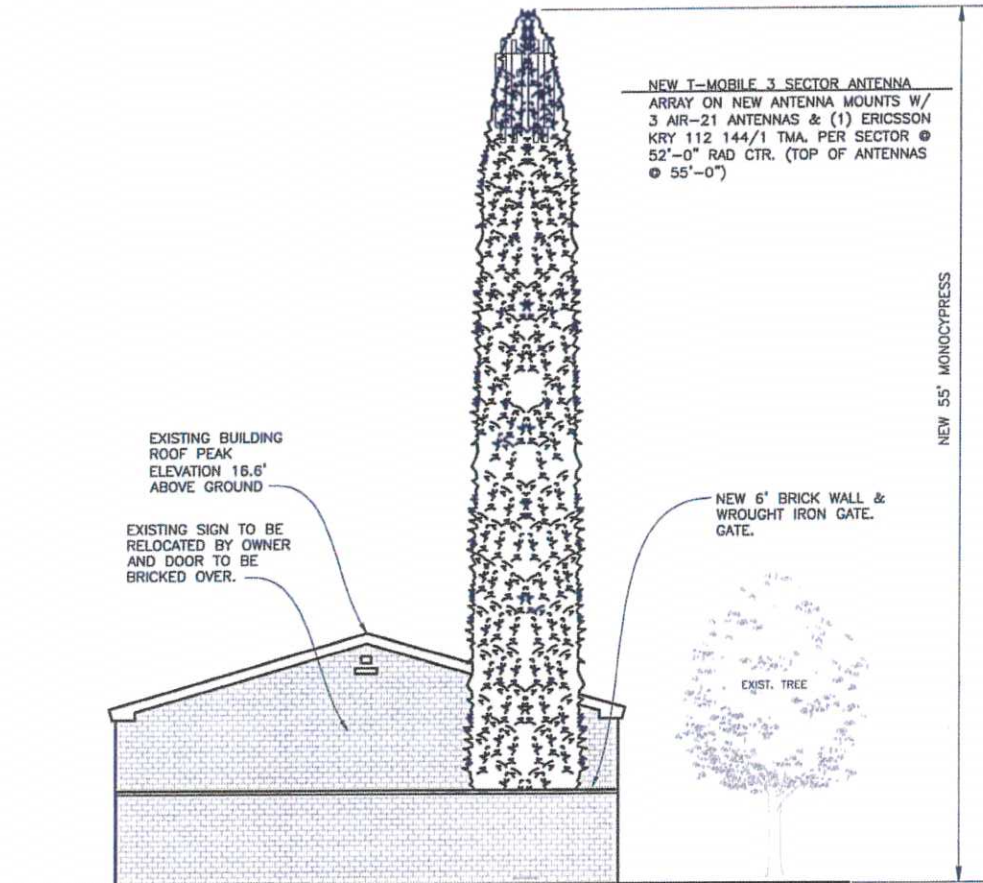 NEW T-MOBILE 3 SECTOR ANTENNA
ARRAY ON NEW ANTENNA MOUNTS W/
3 AIR-21 ANTENNAS & (1) ERICSSON
KRY 112 144/1 TMA. PER SECTOR @
52'-0" RAD CTR. (TOP OF ANTENNAS
@ 55'-0")
NEW 55' MONOCYPRESS
EXISTING BUILDING
ROOF PEAK
ELEVATION 16.6'
ABOVE GROUND
EXISTING SIGN TO BE
RELOCATED BY OWNER
AND DOOR TO BE
BRICKED OVER.
NEW 6' BRICK WALL &
WROUGHT IRON GATE.
GATE.
EXIST. TREE